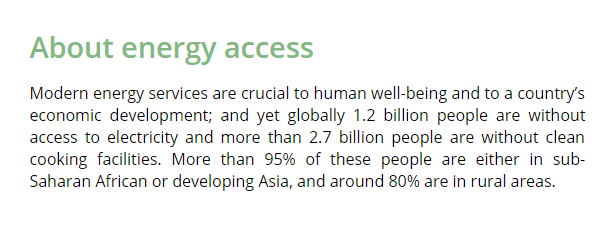 About energy access
Modern energy services are crucial to human well-being and to a country’s
economic development; and yet globally 1.2 billion people are without
access to electricity and more than 2.7 billion people are without clean
cooking facilities. More than 95% of these people are either in sub-
Saharan African or developing Asia, and around 80% are in rural areas.